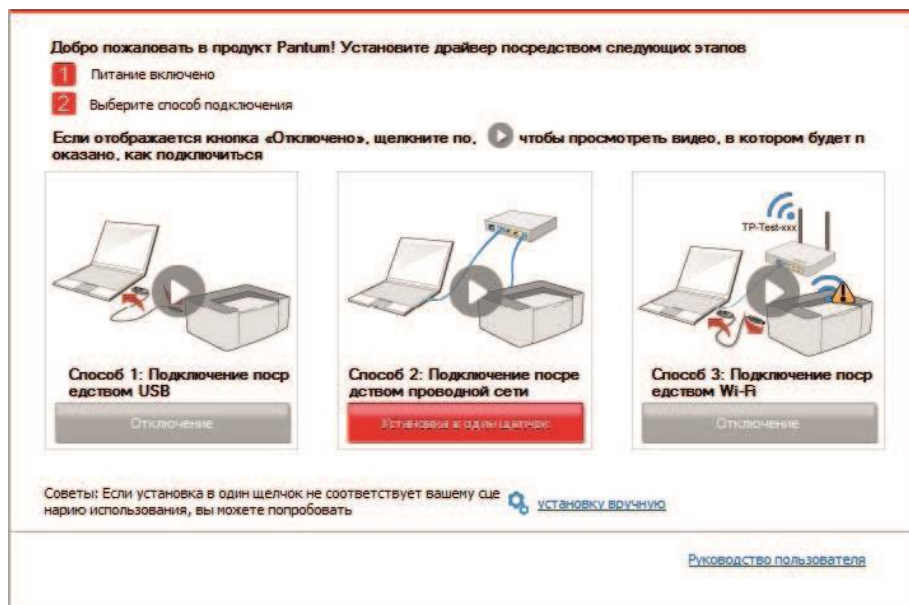 Добро пожаловать в продукт Pantum! Установите драйвер посредством следующих этапов
1 Питание включено
2 Выберите способ подключения
Если отображается кнопка «Отключено», щелкните по, чтобы просмотреть видео, в котором будет п
оказано, как подключиться
TP-Test-xxx
Способ 1: Подключение поср
едством USB
Отключение
Способ 2: Подключение посре
дством проводной сети
Установка в один щелчок
Способ 3: Подключение поср
едством Wi-Fi
Отключение
Советы: Если установка в один щелчок не соответствует вашему сце
нарию использования, вы можете попробовать
установку вручную
Руководство пользователя